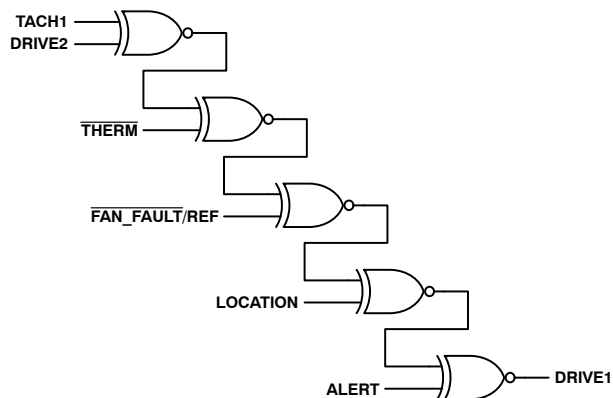 TACH1
DRIVE2
THERM
FAN_FAULT/REF
LOCATION
ALERT
DRIVE1